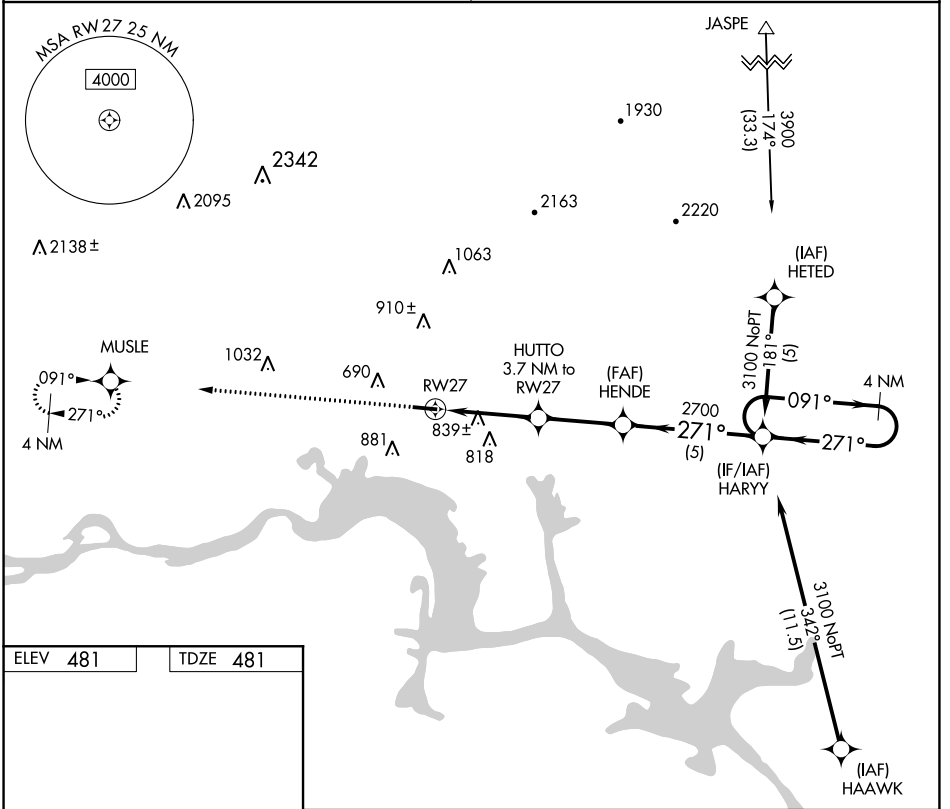 MSA RW27 25 NM
4000
JASPE
3900
174°
(33.3)
1930
2342
2095
2163
2220
2138±
1063
(IAF)
HETED
910±
3100 NoPT
181°
(5)
MUSLE
1032
690
RW27
HUTTO
3.7 NM to
RW27
(FAF)
HENDE
4 NM
091°
091°
271°
4 NM
2700
271°
(5)
271°
839±
818
881
(IF/IAF)
HARYY
3100 NoPT
342°
(11.5)
ELEV 481
TDZE 481
(IAF)
HAAWK